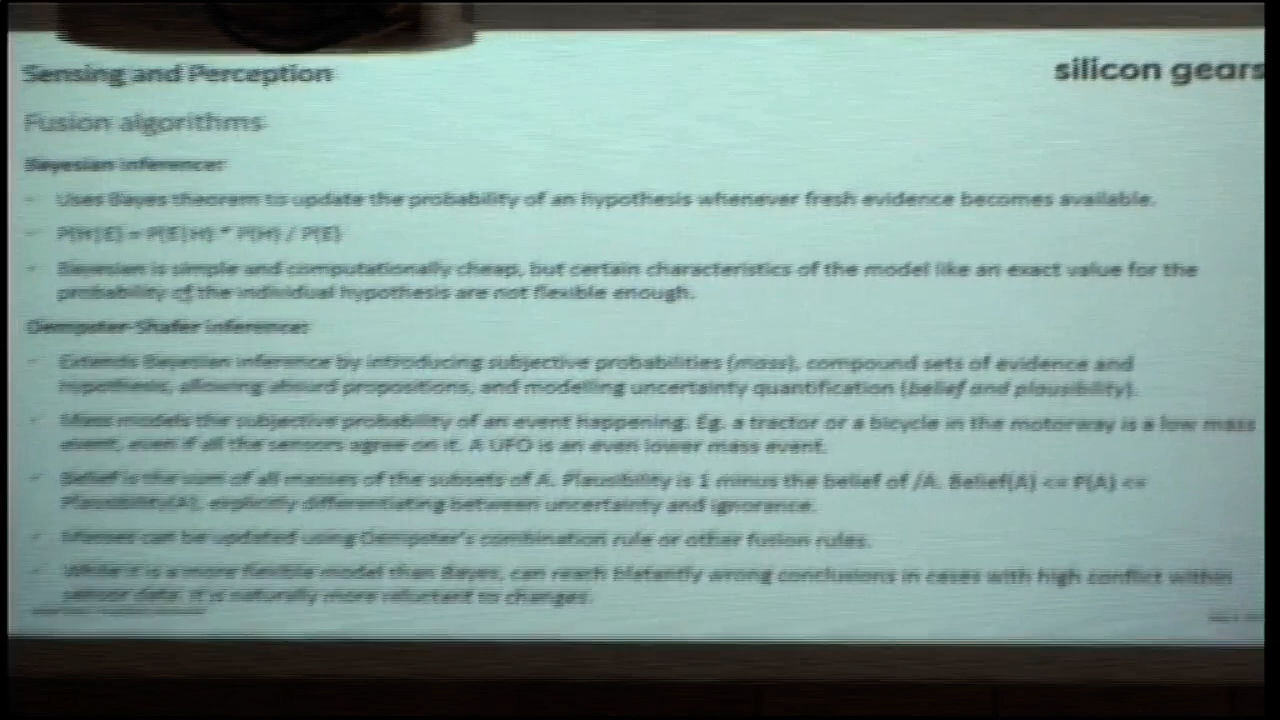 Sensing and Perception
silicon gears
Fusion algorithms
Bayesian inference:
- Uses Bayes theorem to update the probability of an hypothesis whenever fresh evidence becomes available.
- P(H|E) = P(E|H) * P(H) / P(E)
- Bayesian is simple and computationally cheap, but certain characteristics of the model like an exact value for the
probability of the individual hypothesis are not flexible enough.
Dempster-Shafer inference:
- Extends Bayesian inference by introducing subjective probabilities (mass), compound sets of evidence and
hypothesis, allowing absurd propositions, and modelling uncertainty quantification (belief and plausibility).
- Mass models the subjective probability of an event happening. Eg. a tractor or a bicycle in the motorway is a low mass
event, even if all the sensors agree on it. A UFO is an even lower mass event.
- Belief is the sum of all masses of the subsets of A. Plausibility is 1 minus the belief of /A. Belief(A) <= P(A) <=
Plausibility(A), explicitly differentiating between uncertainty and ignorance.
- Masses can be updated using Dempster's combination rule or other fusion rules.
- While it is a more flexible model than Bayes, can reach blatantly wrong conclusions in cases with high conflict within
sensor data. It is naturally more reluctant to changes.